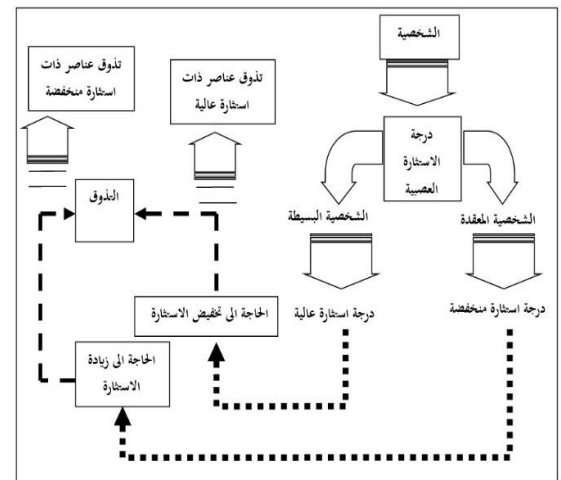 الشخصية
درجة
الاستثارة
العصبية
الشخصية المعقدة
الشخصية البسيطة
درجة استثارة منخفضة
درجة استثارة عالية
الحاجة الى تخفيض الاستثارة
الحاجة الى زيادة
الاستثارة
التذوق
تذوق عناصر ذات
استثارة عالية
تذوق عناصر ذات
استثارة منخفضة